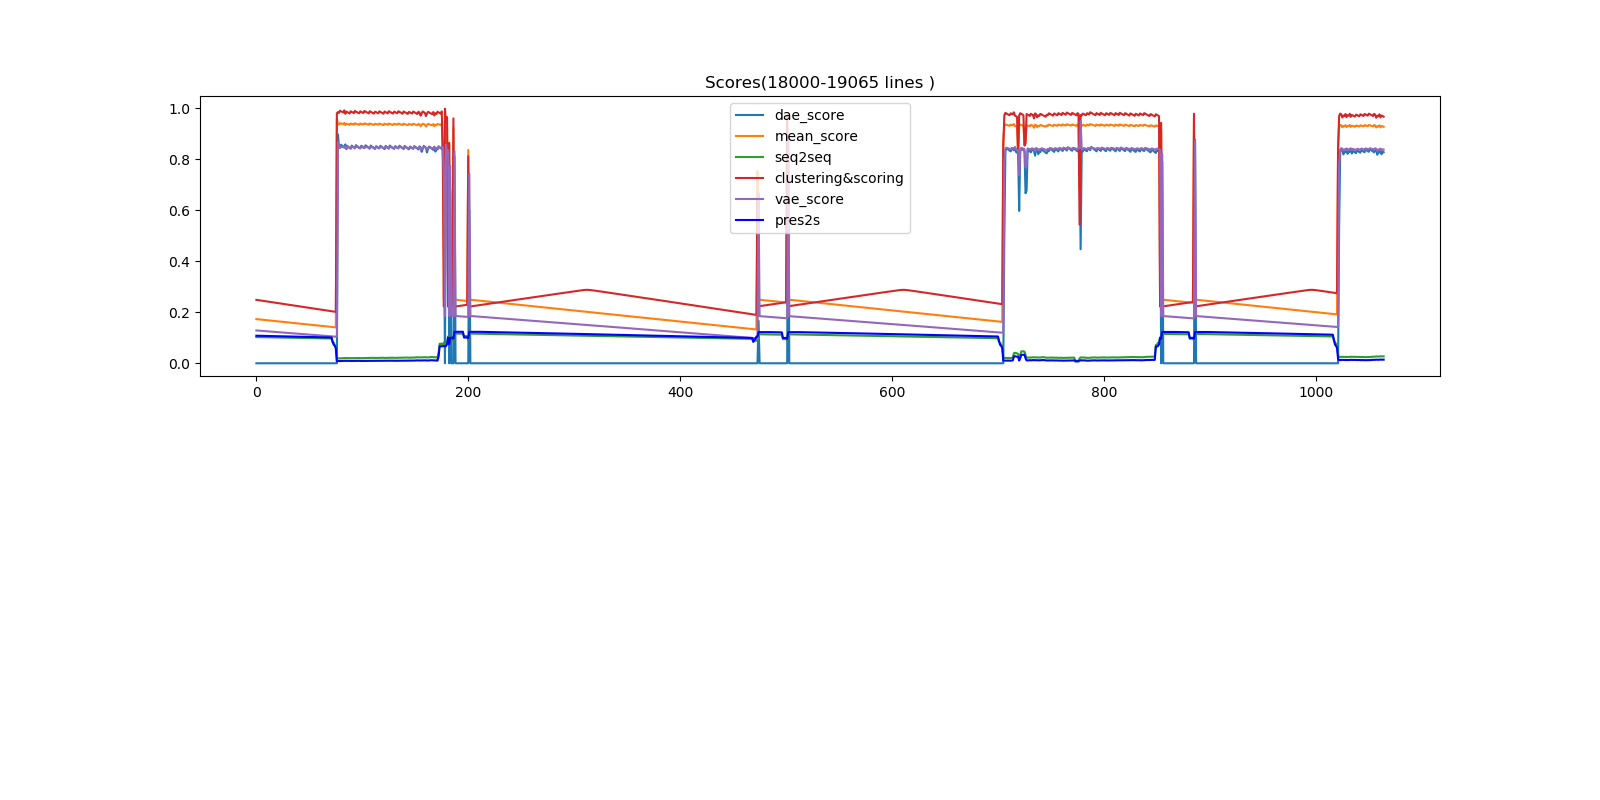 Scores(18000-19065 lines )
1.0
0.8
0.6
0.4
0.2
0.0
dae_score
mean_score
seq2seq
clustering&scoring
vae_score
pres2s
0
200
400
600
800
1000